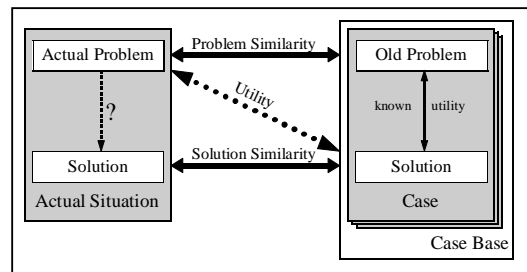 Actual Problem
Problem Similarity
Old Problem
?
Utility
known utility
Solution
Solution Similarity
Solution
Actual Situation
Case
Case Base